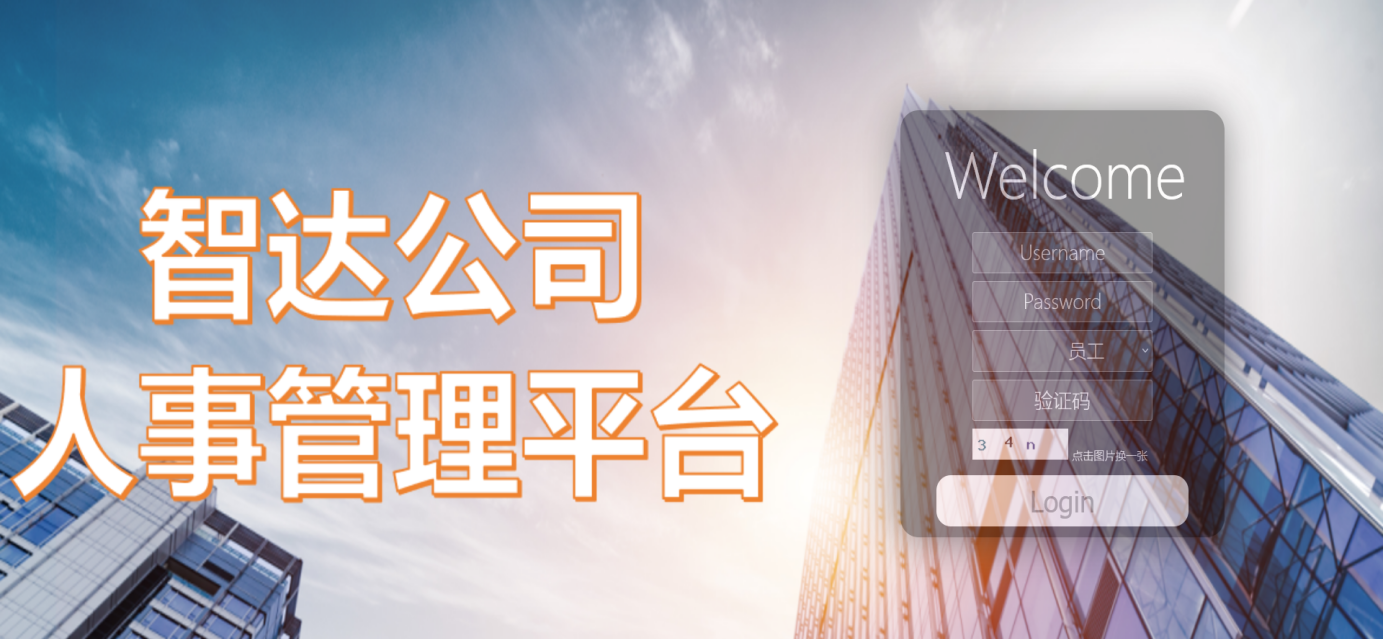 智达公司
人事管理平台
Welcome
Username
Password
员工
验证码
3 4 n
点击图片换一张
Login